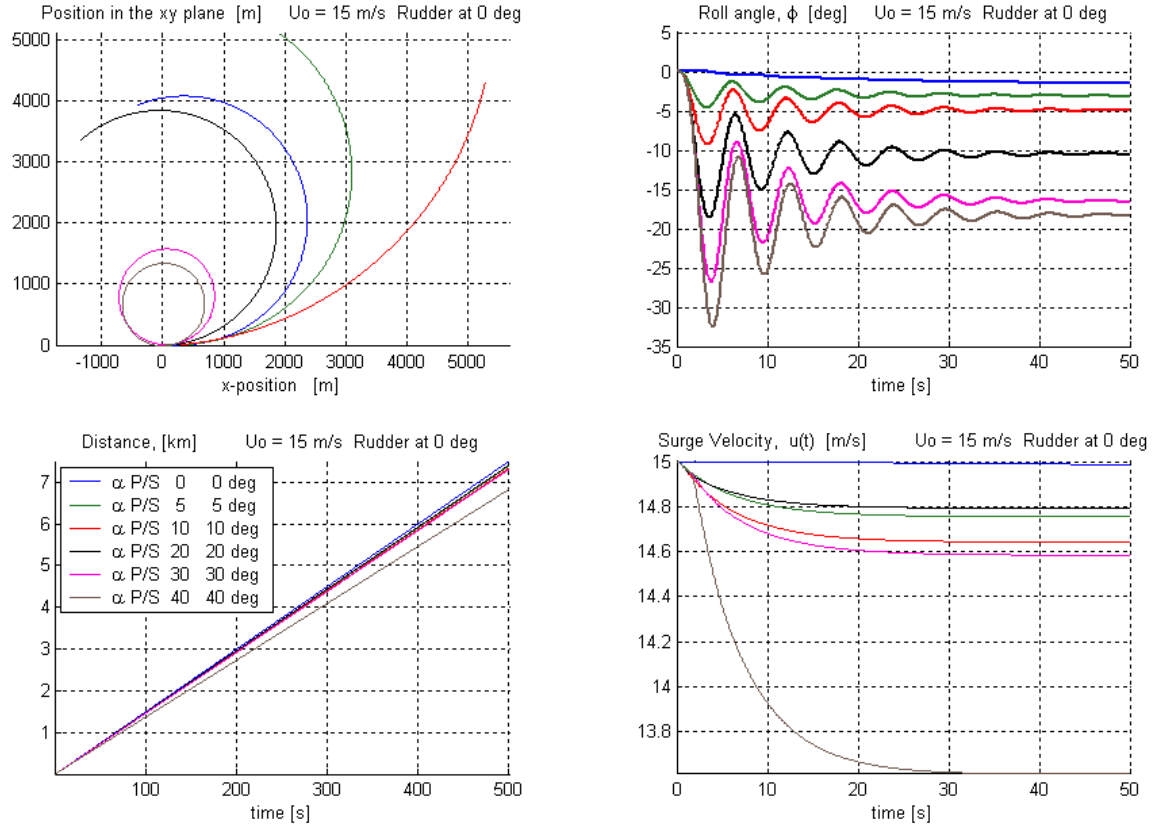 Position in the xy plane [m] Uo = 15 m/s Rudder at 0 deg
5000
4000
3000
2000
1000
0
-1000 0 1000 2000 3000 4000 5000
x-position [m]
Roll angle, ϕ [deg] Uo = 15 m/s Rudder at 0 deg
5
0
-5
-10
-15
-20
-25
-30
-35
0 10 20 30 40 50
time [s]
Distance, [km] Uo = 15 m/s Rudder at 0 deg
7
6
5
4
3
2
1
α P/S 0 0 deg
α P/S 5 5 deg
α P/S 10 10 deg
α P/S 20 20 deg
α P/S 30 30 deg
α P/S 40 40 deg
100 200 300 400 500
time [s]
Surge Velocity, u(t) [m/s] Uo = 15 m/s Rudder at 0 deg
15
14.8
14.6
14.4
14.2
14
13.8
0 10 20 30 40 50
time [s]